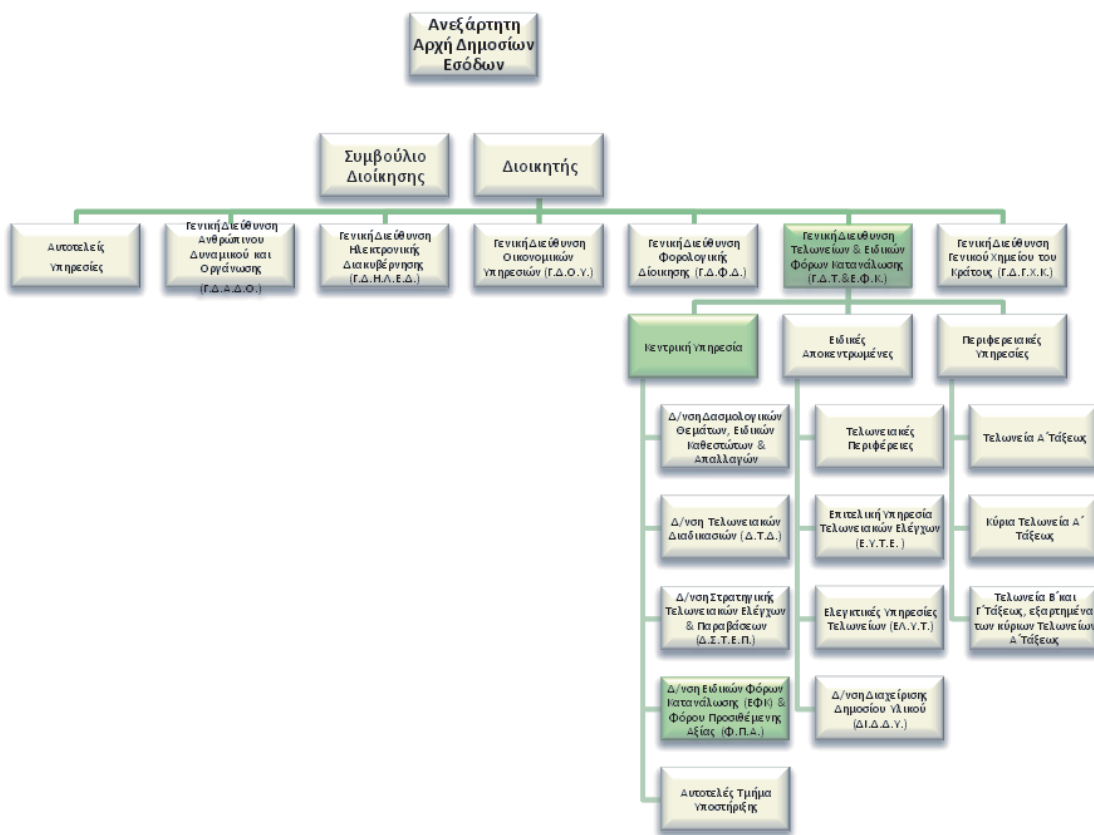 Ανεξάρτητη
Αρχή Δημοσίων
Εσόδων
Συμβούλιο
Διοίκησης
Διοικητής
Αυτοτελείς
Υπηρεσίες
Γενική Διεύθυνση
Ανθρώπινου
Δυναμικού και
Οργάνωσης
(Γ.Δ.Α.Δ.Ο.)
Γενική Διεύθυνση
Ηλεκτρονικής
Διακυβέρνησης
(Γ.Δ.Η.Λ.Ε.Δ.)
Γενική Διεύθυνση
Οικονομικών
Υπηρεσιών (Γ.Δ.Ο.Υ.)
Γενική Διεύθυνση
Φορολογικής
Διοίκησης (Γ.Δ.Φ.Δ.)
Γενική Διευθυνση
Τελωνείων & Ειδικών
Φόρων Κατανάλωσης
(Γ.Δ.Τ.&Ε.Φ.Κ.)
Γενική Διεύθυνση
Γενικού Χημείου του
Κράτους (Γ.Δ.Γ.Χ.Κ.)
Κεντρική Υπηρεσία
Ειδικές
Αποκεντρωμένες
Περιφερειακές
Υπηρεσίες
Δ/νση Δασμολογικών
Θεμάτων, Ειδικών
Καθεστώτων &
Απαλλαγών
Δ/νση Τελωνειακών
Διαδικασιών (Δ.Τ.Δ.)
Δ/νση Στρατηγικής
Τελωνειακών Ελέγχων
& Παραβάσεων
(Δ.Σ.Τ.Ε.Π.)
Δ/νση Ειδικών Φόρων
Κατανάλωσης (ΕΦΚ) &
Φόρου Προσιθέμενης
Αξίας (Φ.Π.Α.)
Αυτοτελές Τμήμα
Υποστήριξης
Τελωνειακές
Περιφέρειες
Επιτελική Υπηρεσία
Τελωνειακών Ελέγχων
(Ε.Υ.Τ.Ε. )
Ελεγκτικές Υπηρεσίες
Τελωνείων (ΕΛ.Υ.Τ.)
Δ/νση Διαχείρισης
Δημοσίου Υλικού
(ΔΙ.Δ.Δ.Υ.)
Τελωνεία Α΄ Τάξεως
Κύρια Τελωνεία Α΄
Τάξεως
Τελωνεία Β΄ και
Γ΄ Τάξεως, εξαρτημένα
των κύριων Τελωνείων
Α΄ Τάξεως